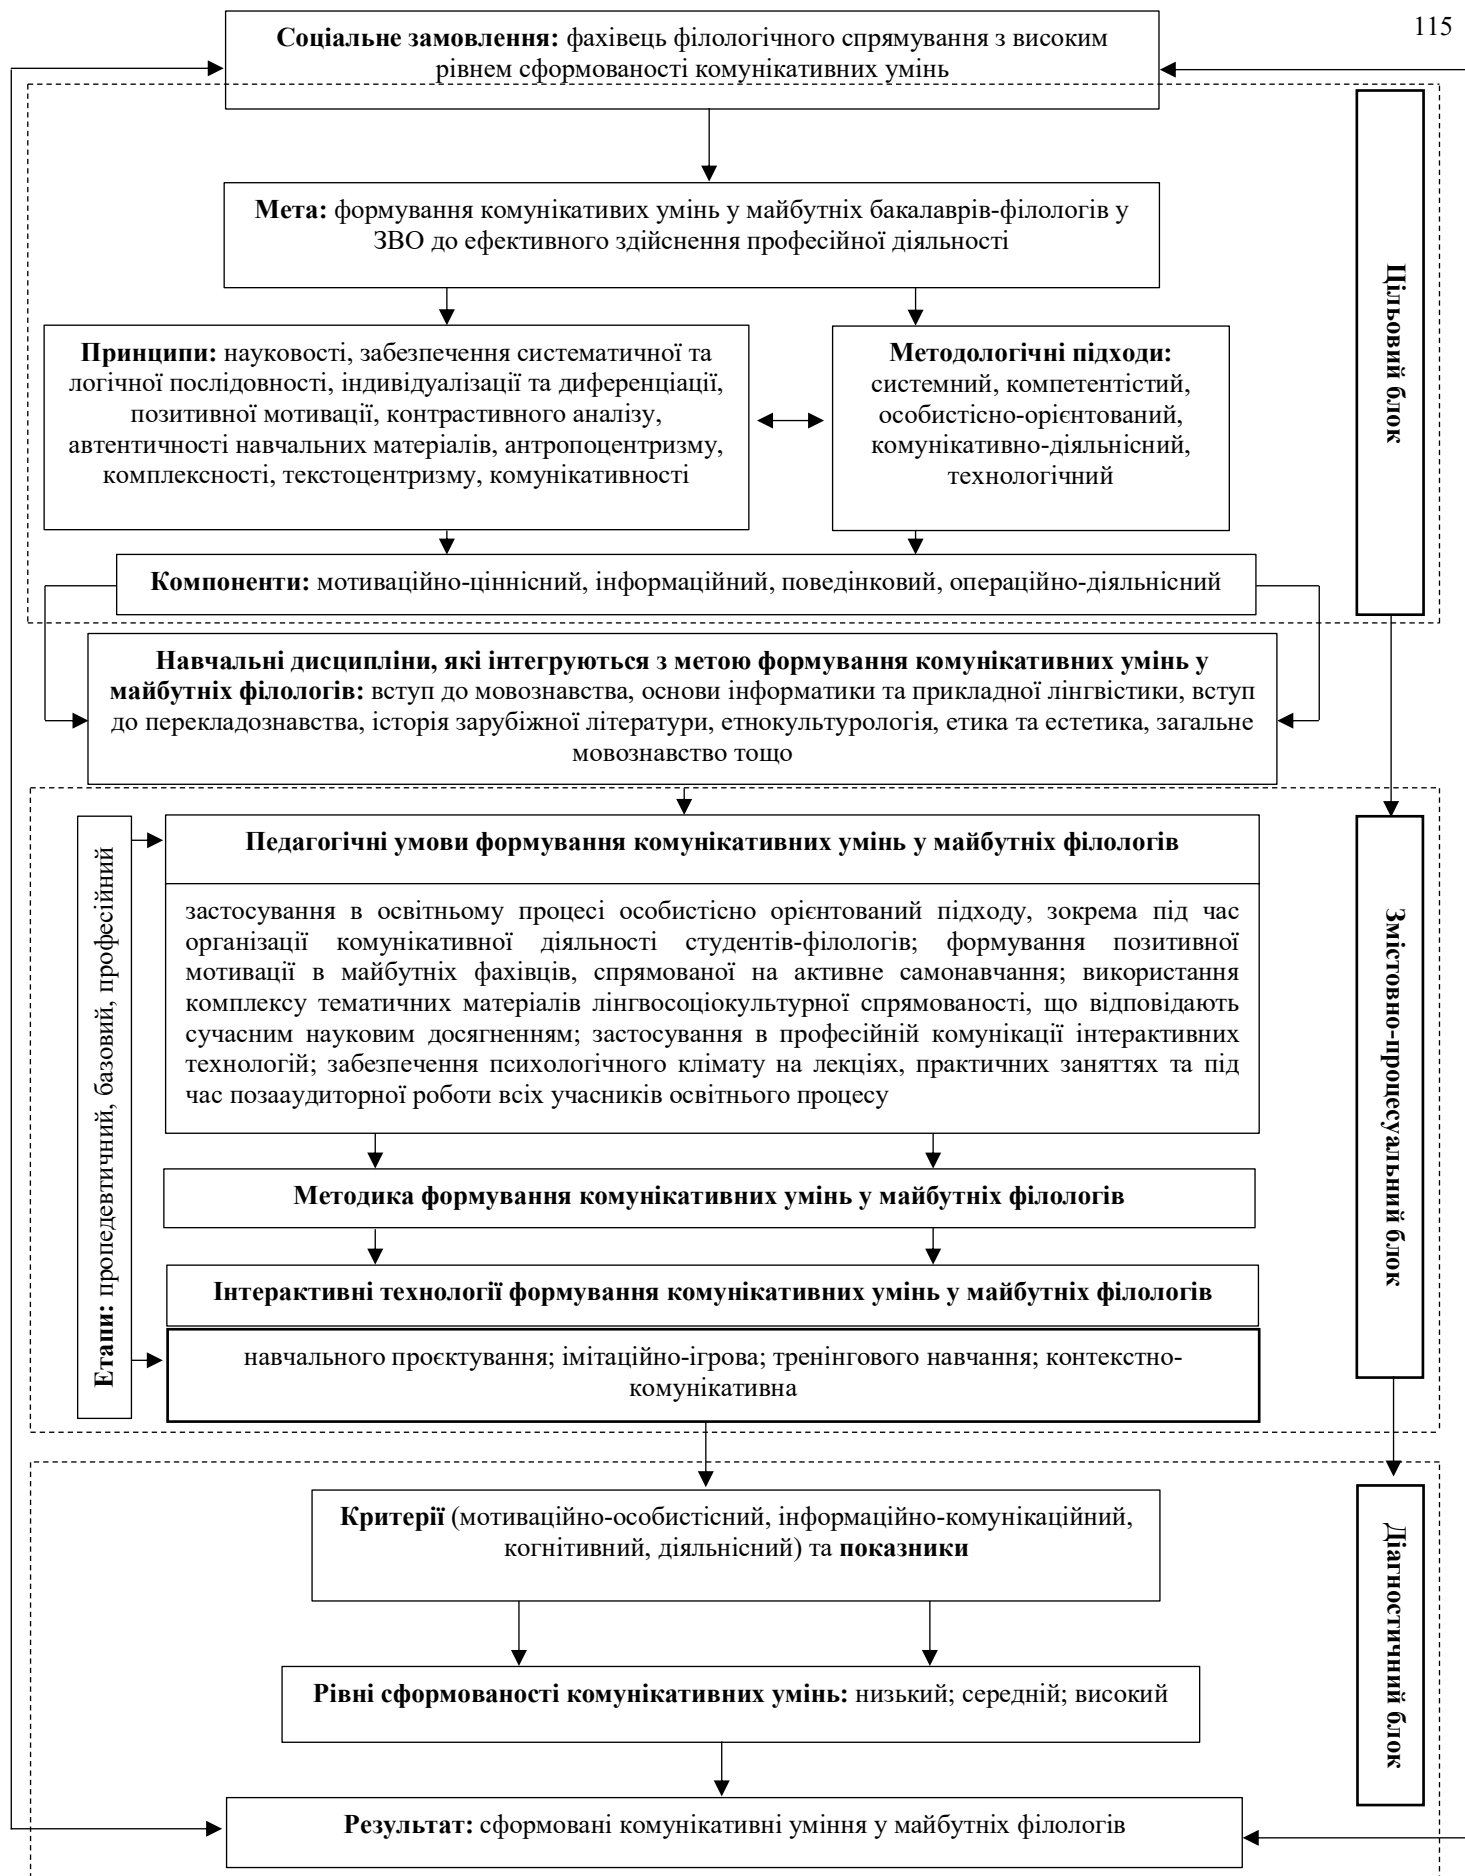 115
Соціальне замовлення: фахівець філологічного спрямування з високим
рівнем сформованості комунікативних умінь
Мета: формування комунікативих умінь у майбутніх бакалаврів-філологів у
ЗВО до ефективного здійснення професійної діяльності
Цільовий блок
Принципи: науковості, забезпечення систематичної та
логічної послідовності, індивідуалізації та диференціації,
позитивної мотивації, контрастивного аналізу,
автентичності навчальних матеріалів, антропоцентризму,
комплексності, текстоцентризму, комунікативності
Методологічні підходи:
системний, компетентістий,
особистісно-орієнтований,
комунікативно-діяльнісний,
технологічний
Компоненти: мотиваційно-ціннісний, інформаційний, поведінковий, операційно-діяльнісний
Навчальні дисципліни, які інтегруються з метою формування комунікативних умінь у
майбутніх філологів: вступ до мовознавства, основи інформатики та прикладної лінгвістики, вступ
до перекладознавства, історія зарубіжної літератури, етнокультурологія, етика та естетика, загальне
мовознавство тощо
Етапи: пропедевтичний, базовий, професійний
Педагогічні умови формування комунікативних умінь у майбутніх філологів
застосування в освітньому процесі особистісно орієнтований підходу, зокрема під час
організації комунікативної діяльності студентів-філологів; формування позитивної
мотивації в майбутніх фахівців, спрямованої на активне самонавчання; використання
комплексу тематичних матеріалів лінгвосоціокультурної спрямованості, що відповідають
сучасним науковим досягненням; застосування в професійній комунікації інтерактивних
технологій; забезпечення психологічного клімату на лекціях, практичних заняттях та під
час позааудиторної роботи всіх учасників освітнього процесу
Змістовно-процесуальний блок
Методика формування комунікативних умінь у майбутніх філологів
Інтерактивні технології формування комунікативних умінь у майбутніх філологів
навчального проєктування; імітаційно-ігрова; тренінгового навчання; контекстно-
комунікативна
Критерії (мотиваційно-особистісний, інформаційно-комунікаційний,
когнітивний, діяльнісний) та показники
Діагностичний блок
Рівні сформованості комунікативних умінь: низький; середній; високий
Результат: сформовані комунікативні уміння у майбутніх філологів